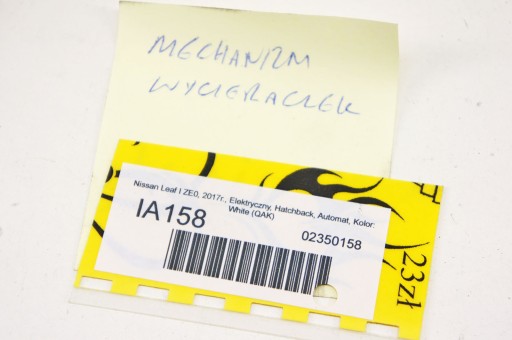 MECHANIZM
WYCIERACZEK
Nissan Leaf I ZE0, 2017r., Elektryczny, Hatchback, Automat, Kolor:
White (QAK)
IA158
02350158
23zł